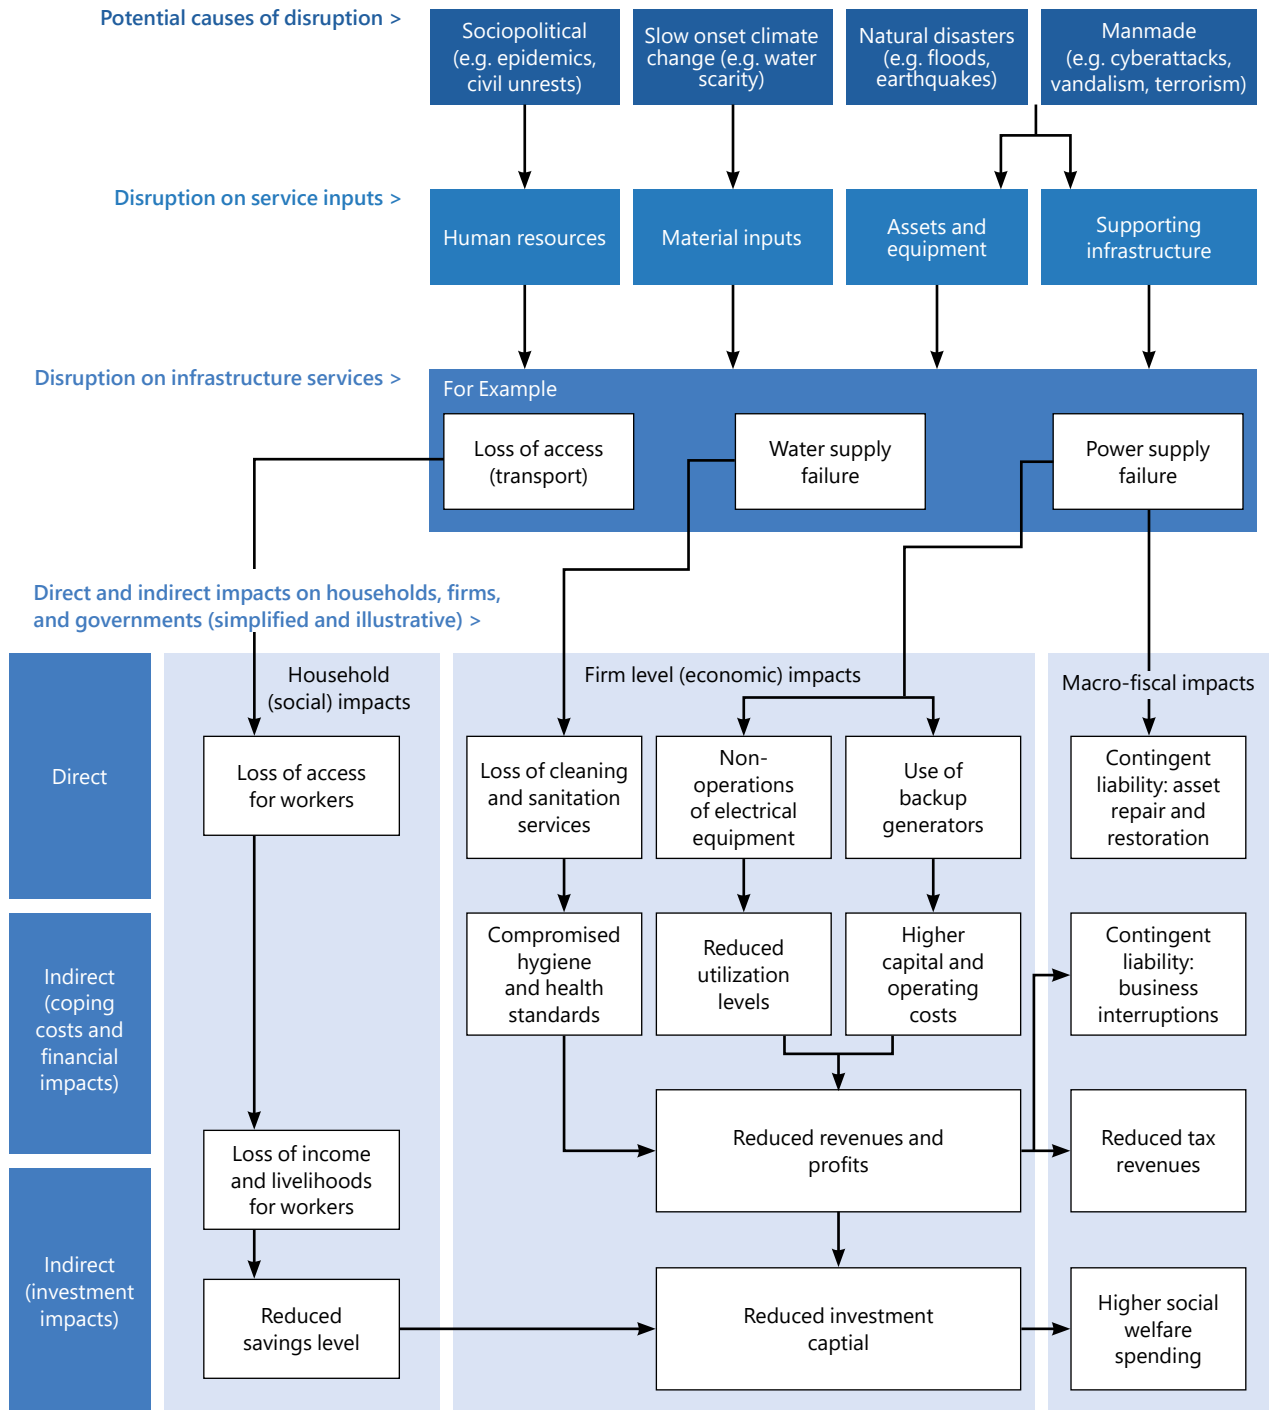 Potential causes of disruption >
Sociopolitical
(e.g. epidemics,
civil unrests)
Slow onset climate
change (e.g. water
scarity)
Natural disasters
(e.g. floods,
earthquakes)
Manmade
(e.g. cyberattacks,
vandalism, terrorism)
Disruption on service inputs >
Human resources
Material inputs
Assets and
equipment
Supporting
infrastructure
Disruption on infrastructure services >
For Example
Loss of access
(transport)
Water supply
failure
Power supply
failure
Direct and indirect impacts on households, firms,
and governments (simplified and illustrative) >
Household
(social) impacts
Firm level (economic) impacts
Macro-fiscal impacts
Direct
Loss of access
for workers
Loss of cleaning
and sanitation
services
Non-
operations
of electrical
equipment
Use of
backup
generators
Contingent
liability: asset
repair and
restoration
Indirect
(coping
costs and
financial
impacts)
Compromised
hygiene
and health
standards
Reduced
utilization
levels
Higher
capital and
operating
costs
Contingent
liability:
business
interruptions
Loss of income
and livelihoods
for workers
Reduced revenues and
profits
Reduced tax
revenues
Indirect
(investment
impacts)
Reduced
savings level
Reduced investment
captial
Higher social
welfare
spending